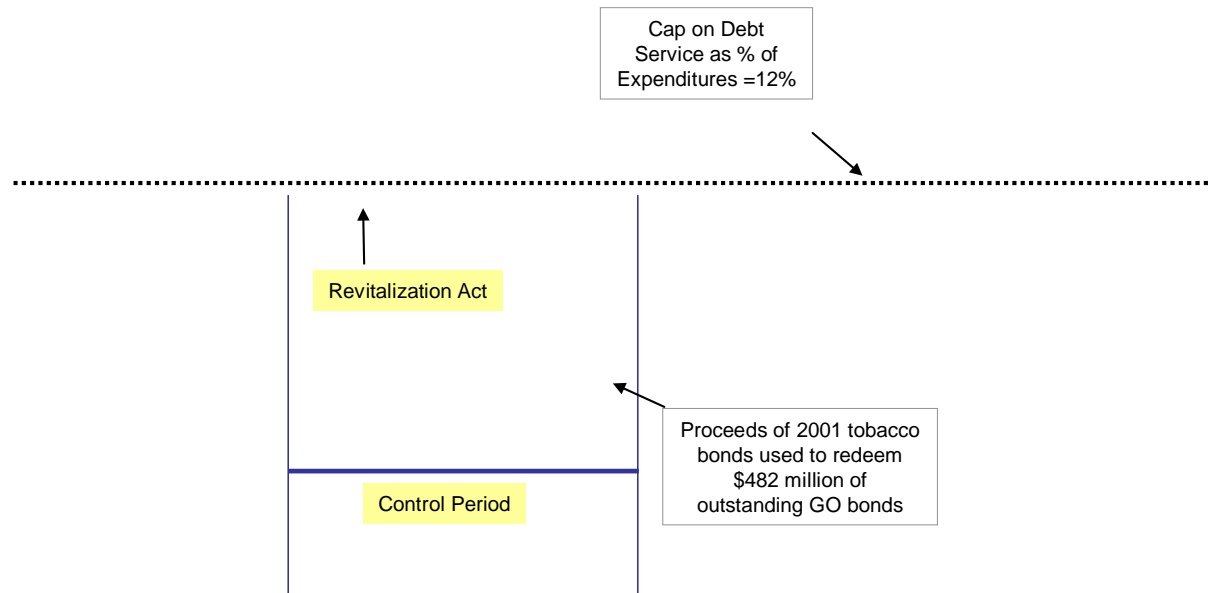 Cap on Debt
Service as % of
Expenditures =12%
Revitalization Act
Proceeds of 2001 tobacco
bonds used to redeem
$482 million of
outstanding GO bonds
Control Period